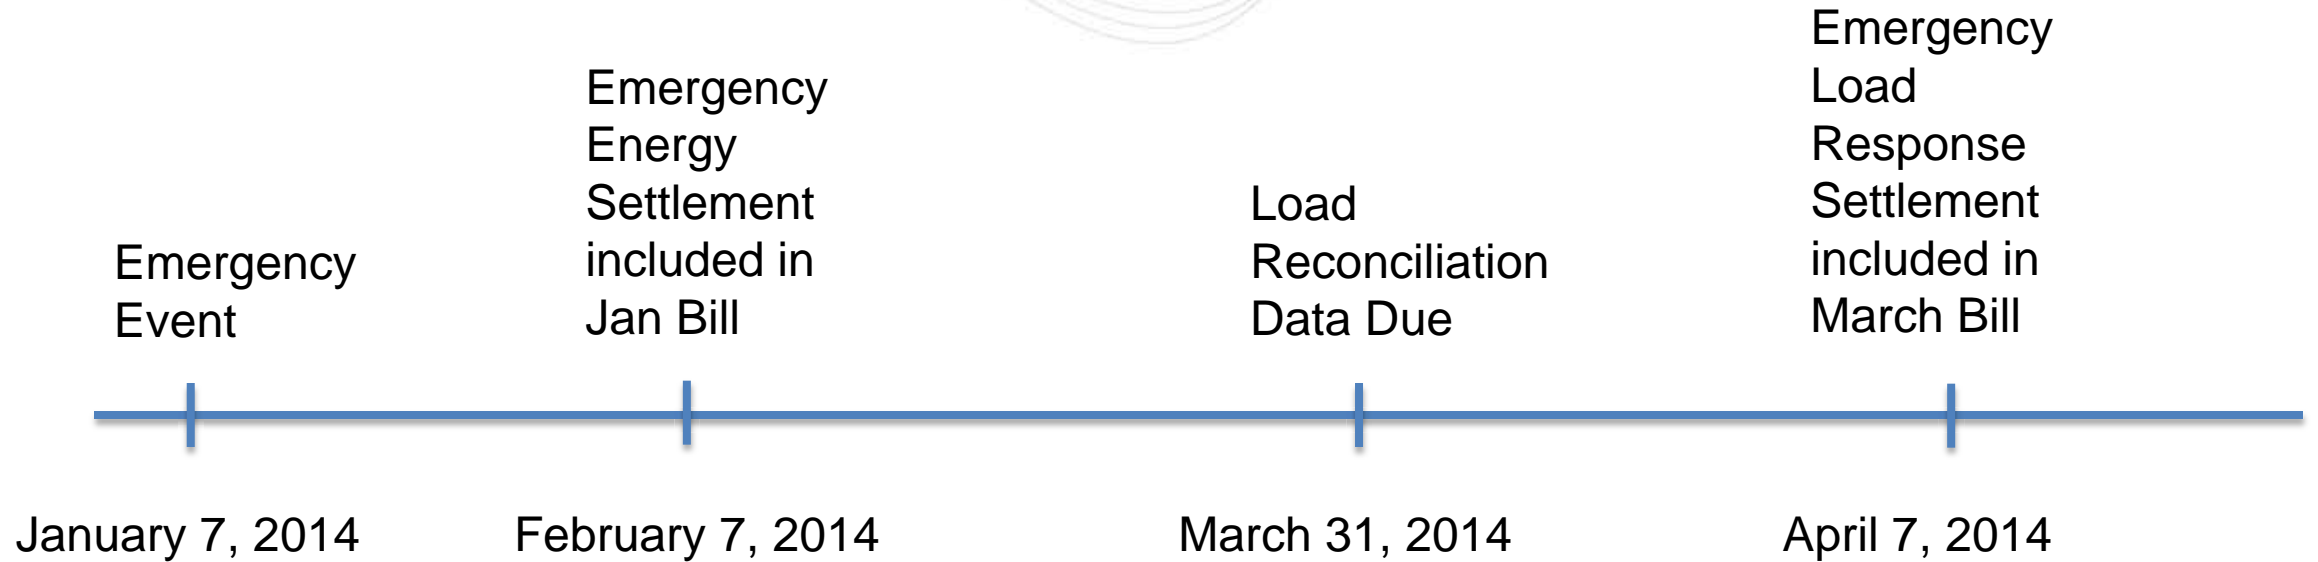 Emergency
Event
Emergency
Energy
Settlement
included in
Jan Bill
Load
Reconciliation
Data Due
Emergency
Load
Response
Settlement
included in
March Bill
January 7, 2014
February 7, 2014
March 31, 2014
April 7, 2014